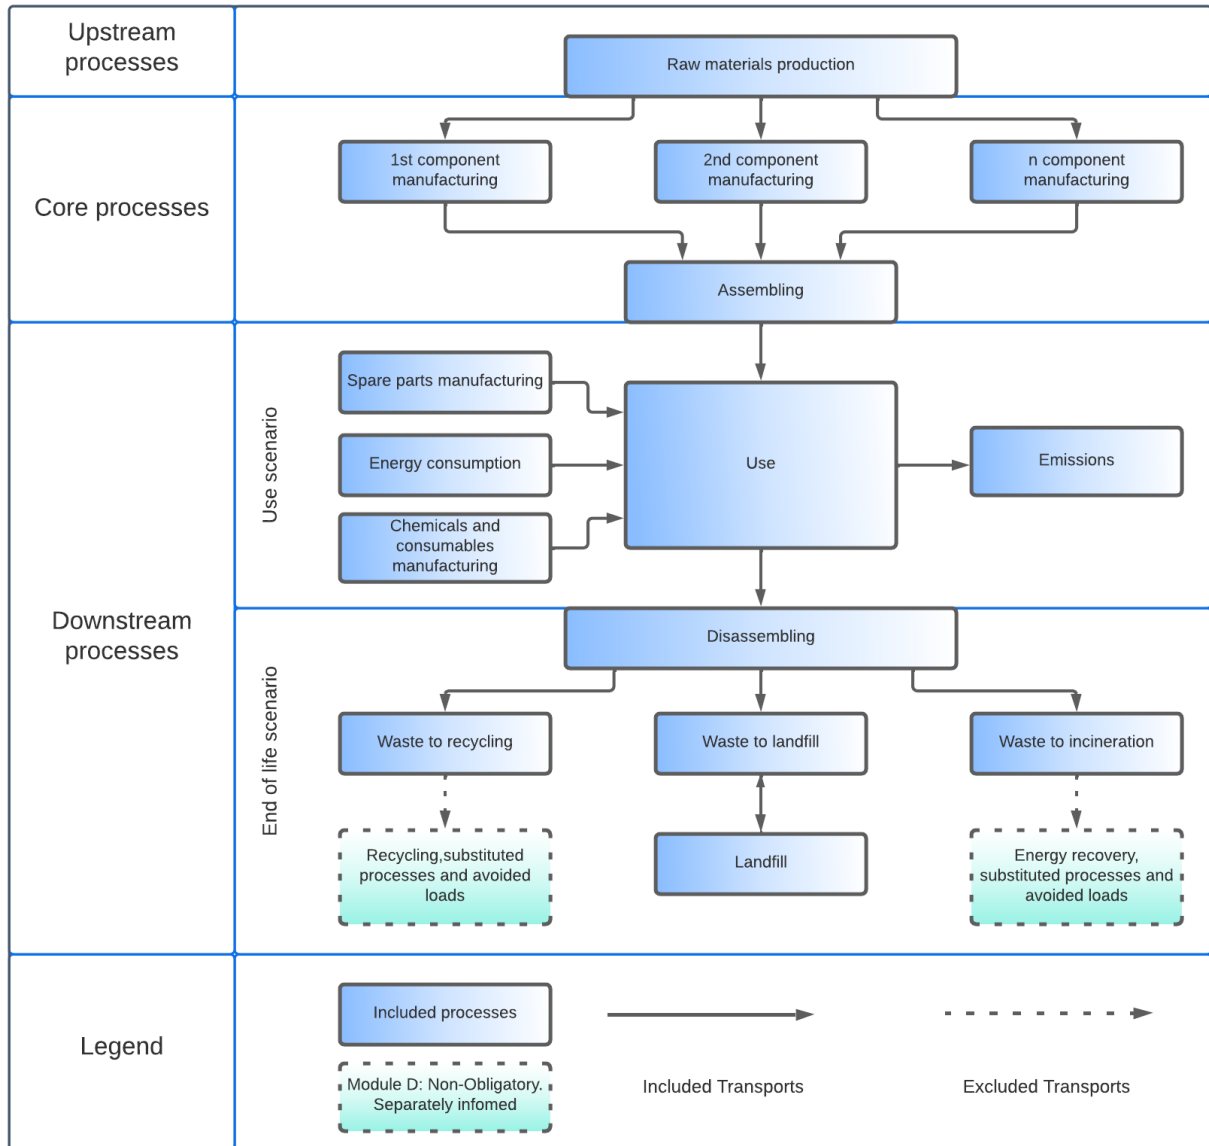 Upstream
processes
Raw materials production
Core processes
1st component
manufacturing
2nd component
manufacturing
n component
manufacturing
Assembling
Downstream
processes
Use scenario
Spare parts manufacturing
Energy consumption
Chemicals and
consumables
manufacturing
Use
Emissions
End of life scenario
Disassembling
Waste to recycling
Waste to landfill
Waste to incineration
Recycling,substituted
processes and avoided
loads
Landfill
Energy recovery,
substituted processes and
avoided loads
Legend
Included processes
Module D: Non-Obligatory.
Separately infomed
Included Transports
Excluded Transports